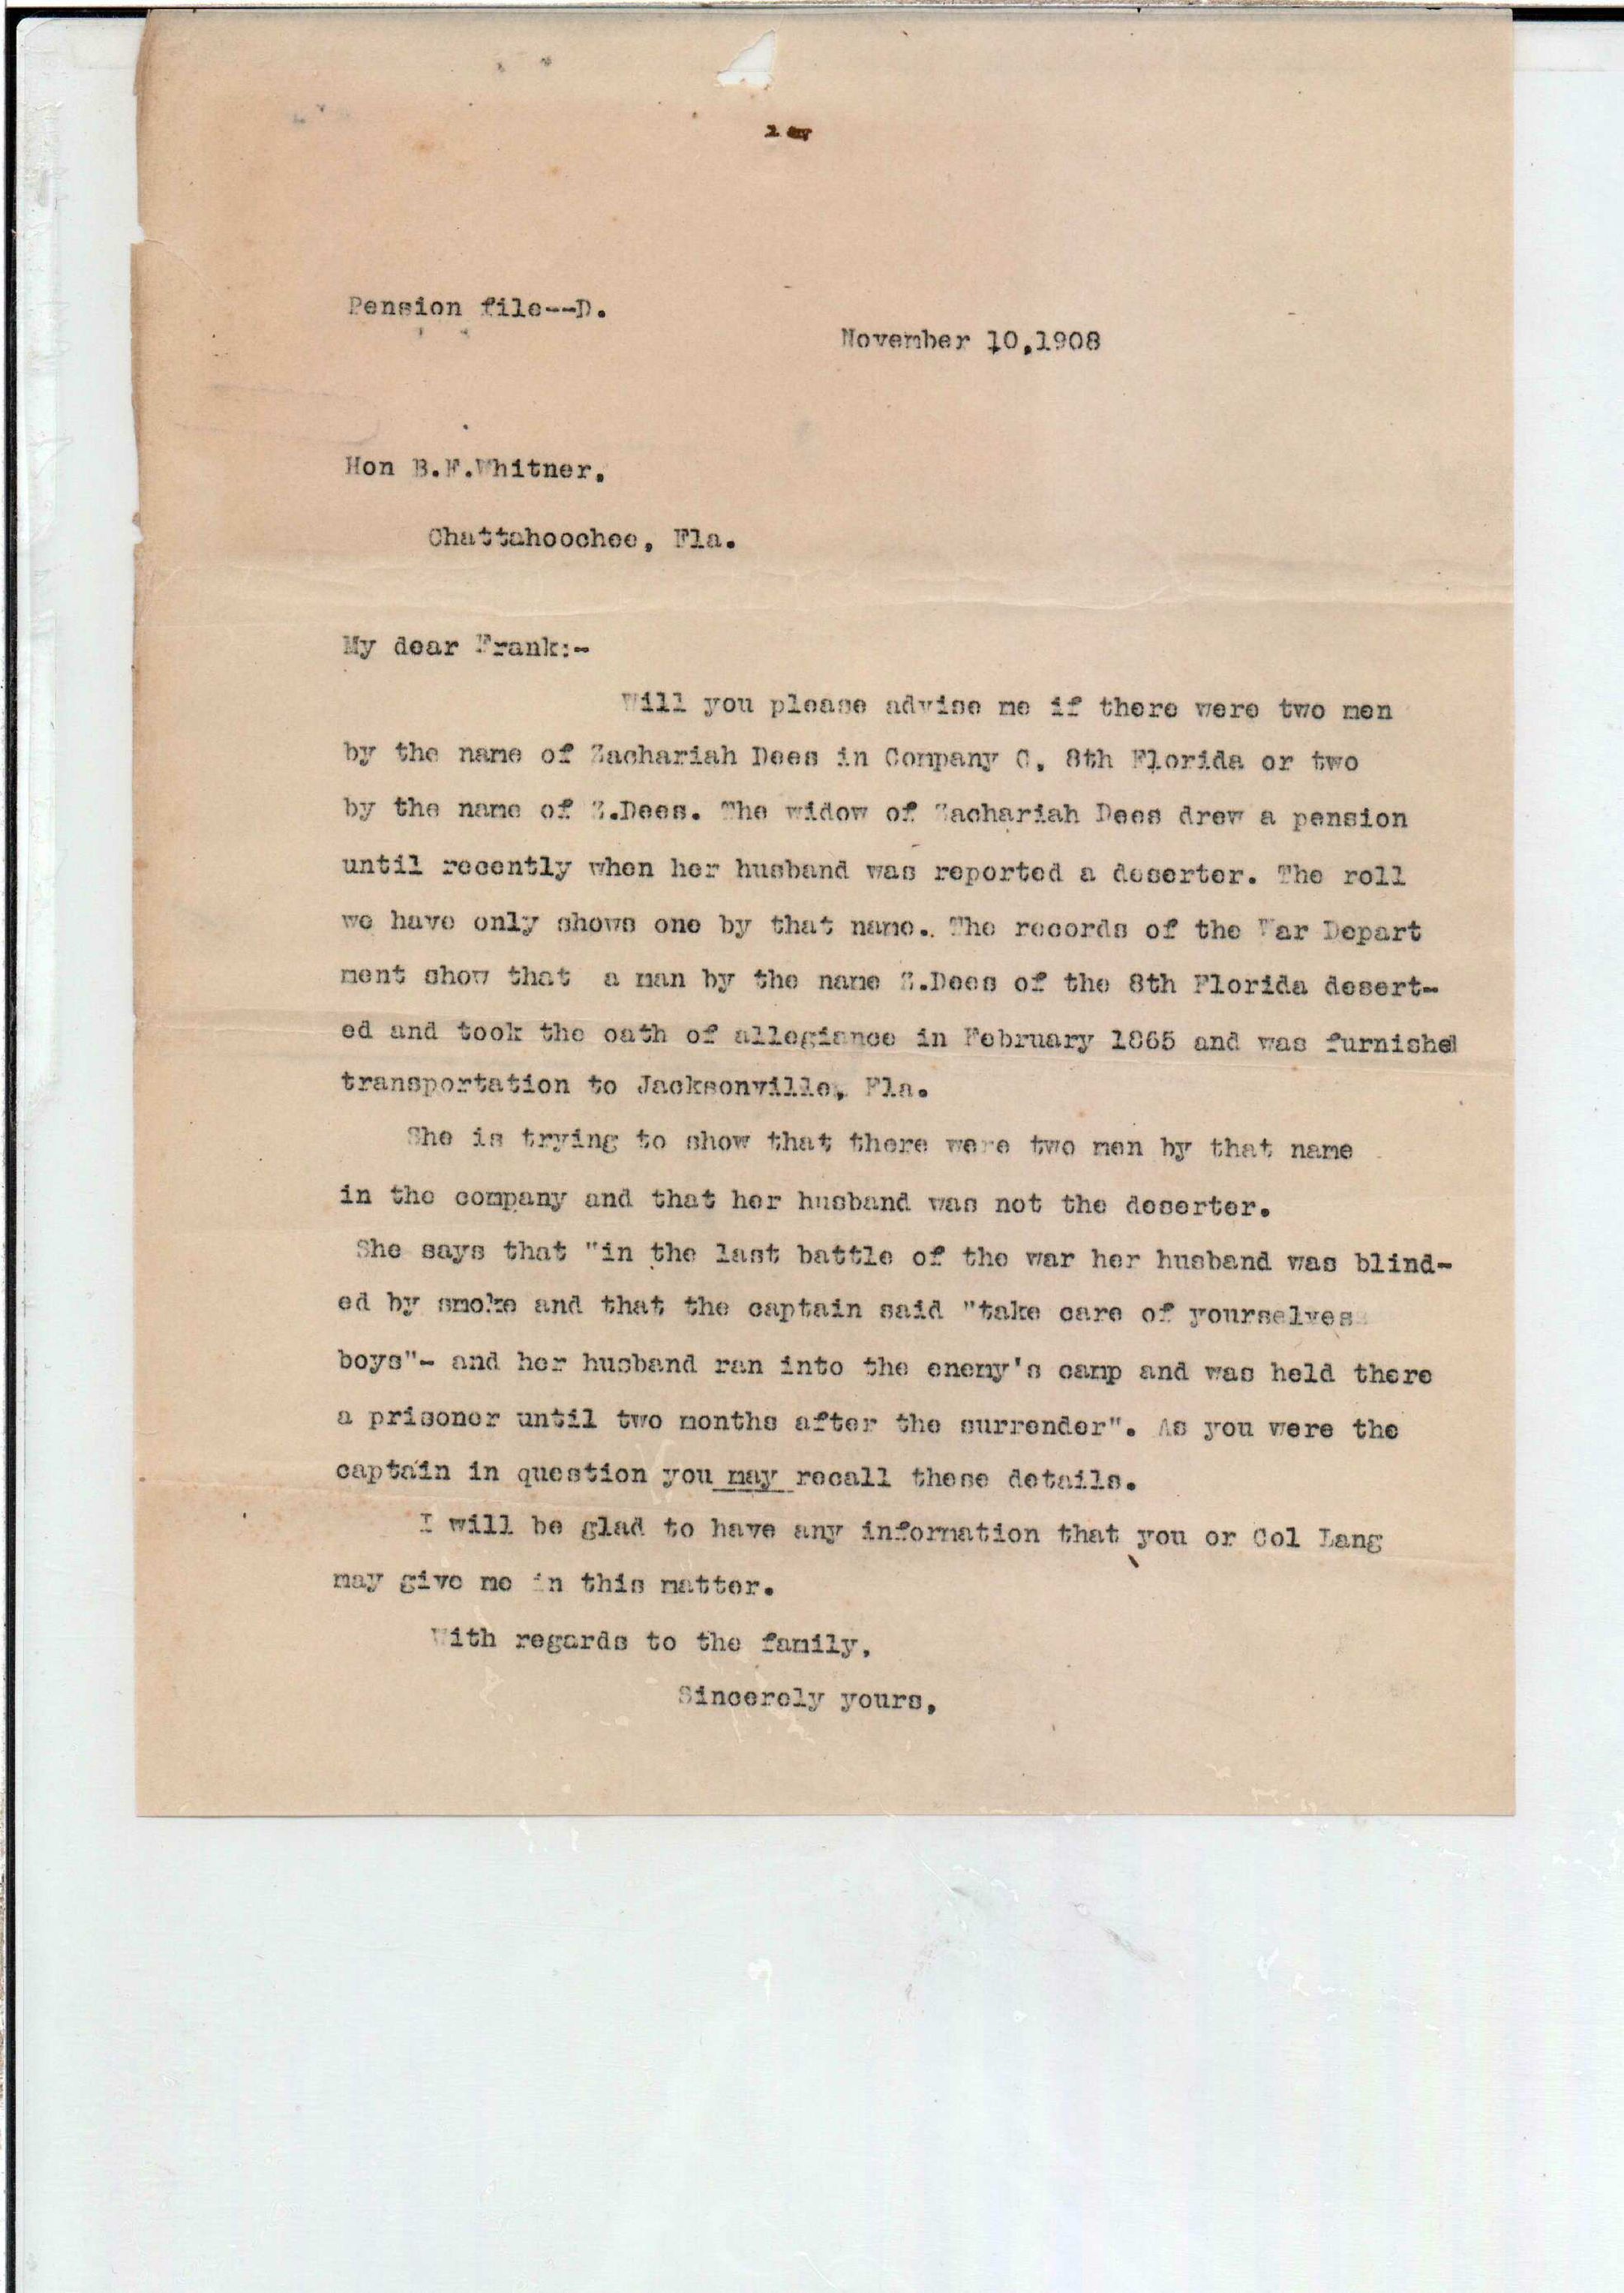 Pension file--D.
November 10,1908
Hon B.F.Whitner.
Chattahoochee, Fla.
My dear Frank:-
Will you please advise me if there were two men
by the name of Zachariah Dees in Company C. 8th Florida or two
by the name of Z.Dees. The widow of Zachariah Dees drew a pension
until recently when her husband was reported a deserter. The roll
we have only shows one by that name. The records of the War Depart
ment show that a man by the name Z.Dees of the 8th Florida desert-
ed and took the oath of allegiance in February 1865 and was furnished
transportation to Jacksonville, Fla.
She is trying to show that there were two men by that name
in the company and that her husband was not the deserter.
She says that "in the last battle of the war her husband was blind-
ed by smoke and that the captain said "take care of yourselves
boys"- and her husband ran into the enemy's camp and was held there
a prisoner until two months after the surrender". As you were the
captain in question you may recall these details.
I will be glad to have any information that you or Col Lang
may give me in this matter.
With regards to the family,
Sincerely yours,